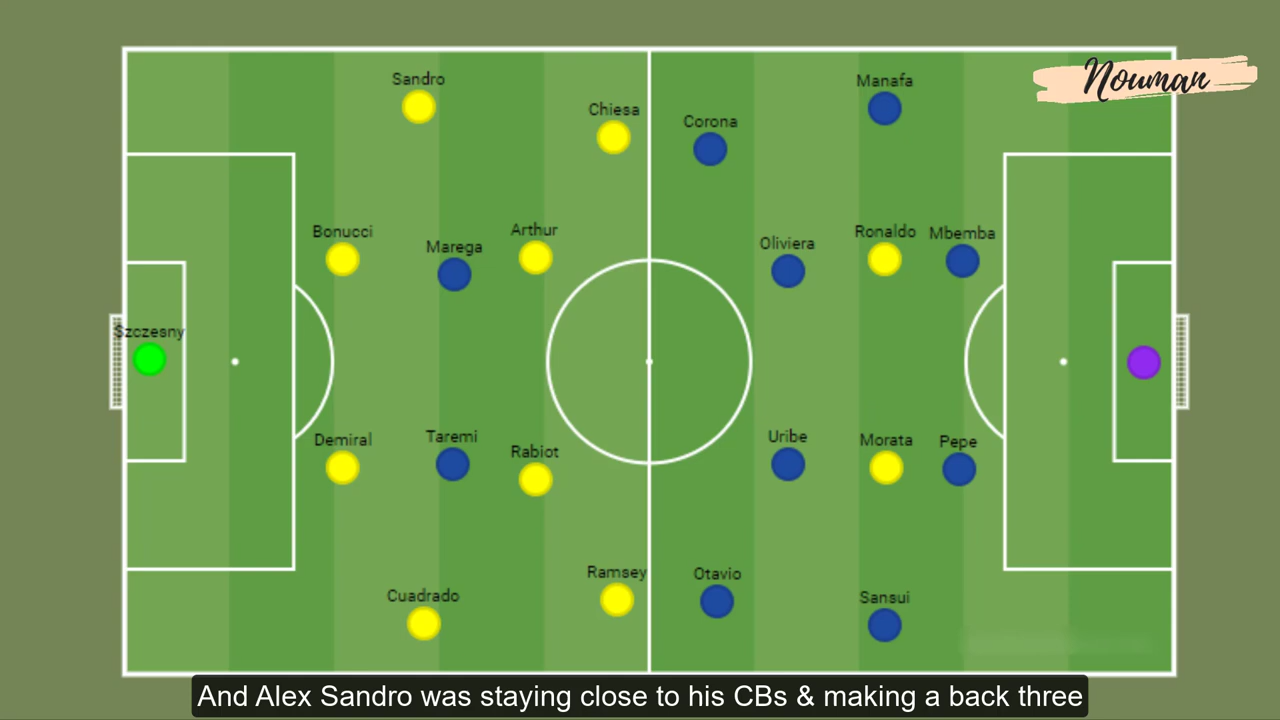 Nouman
Sandro
Manafa
Chiesa
Corona
Bonucci
Marega
Arthur
Oliviera
Ronaldo
Mbemba
Szczesny
Demiral
Taremi
Rabiot
Uribe
Morata
Pepe
Cuadrado
Ramsey
Otavio
Sansui
And Alex Sandro was staying close to his CBs & making a back three